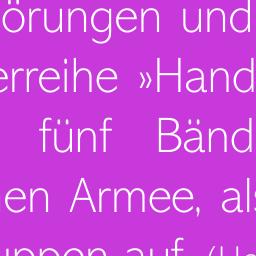 örungen und
erreihe »Hand
fünf Bänd
en Armee, als
uppen auf